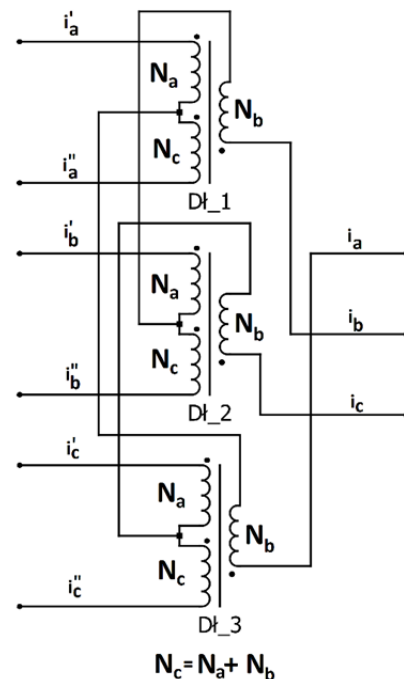 i'a
Na
Nb
Nc
i"a
Dł_1
i'b
ia
Na
ib
Nb
Nc
i"b
ic
Dł_2
i'c
Na
Nb
Nc
i"c
Dł_3
Nc = Na + Nb